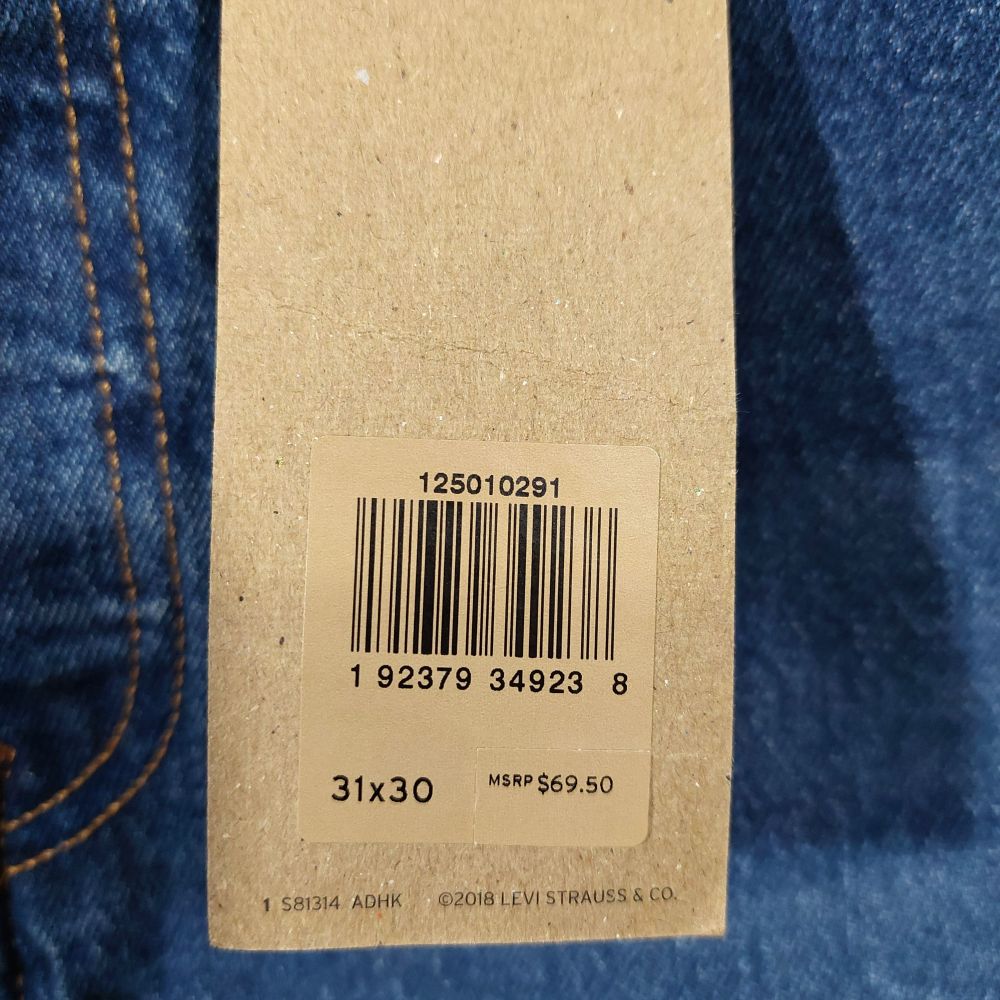 125010291
1 92379 34923 8
31x30
MSRP $69.50
1 S81314 ADHK ©2018 LEVI STRAUSS & CO.